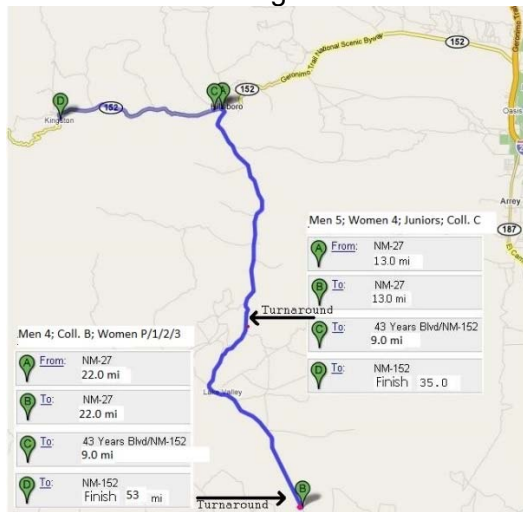 152
Geronimo Trail National Scenic Byway
152
Oasis
D
C
152
boro
152
Kingston
Arrey
187
Men 5; Women 4; Juniors; Coll. C
A From: NM-27
13.0 mi
B To: NM-27
13.0 mi
Turnaround
C To: 43 Years Blvd/NM-152
9.0 mi
D To: NM-152
Finish 35.0
Men 4; Coll. B; Women P/1/2/3
A From: NM-27
22.0 mi
B To: NM-27
22.0 mi
C To: 43 Years Blvd/NM-152
9.0 mi
D To: NM-152
Finish 53 mi
Valley
B
Turnaround